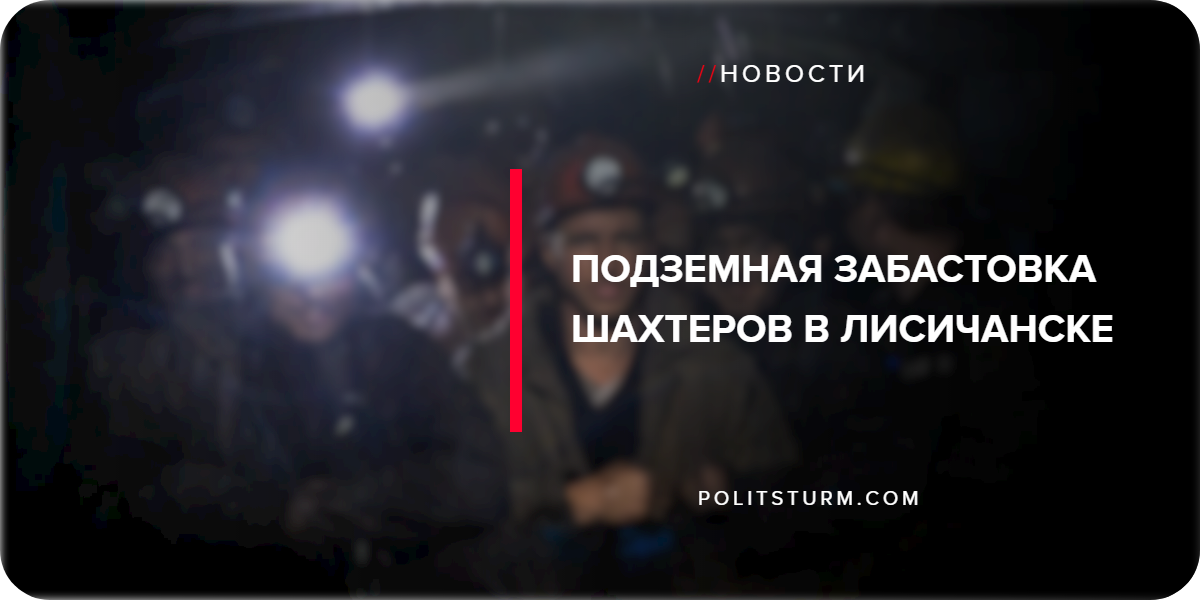 //НОВОСТИ
ПОДЗЕМНАЯ ЗАБАСТОВКА
ШАХТЕРОВ В ЛИСИЧАНСКЕ
POLITSTURM.COM